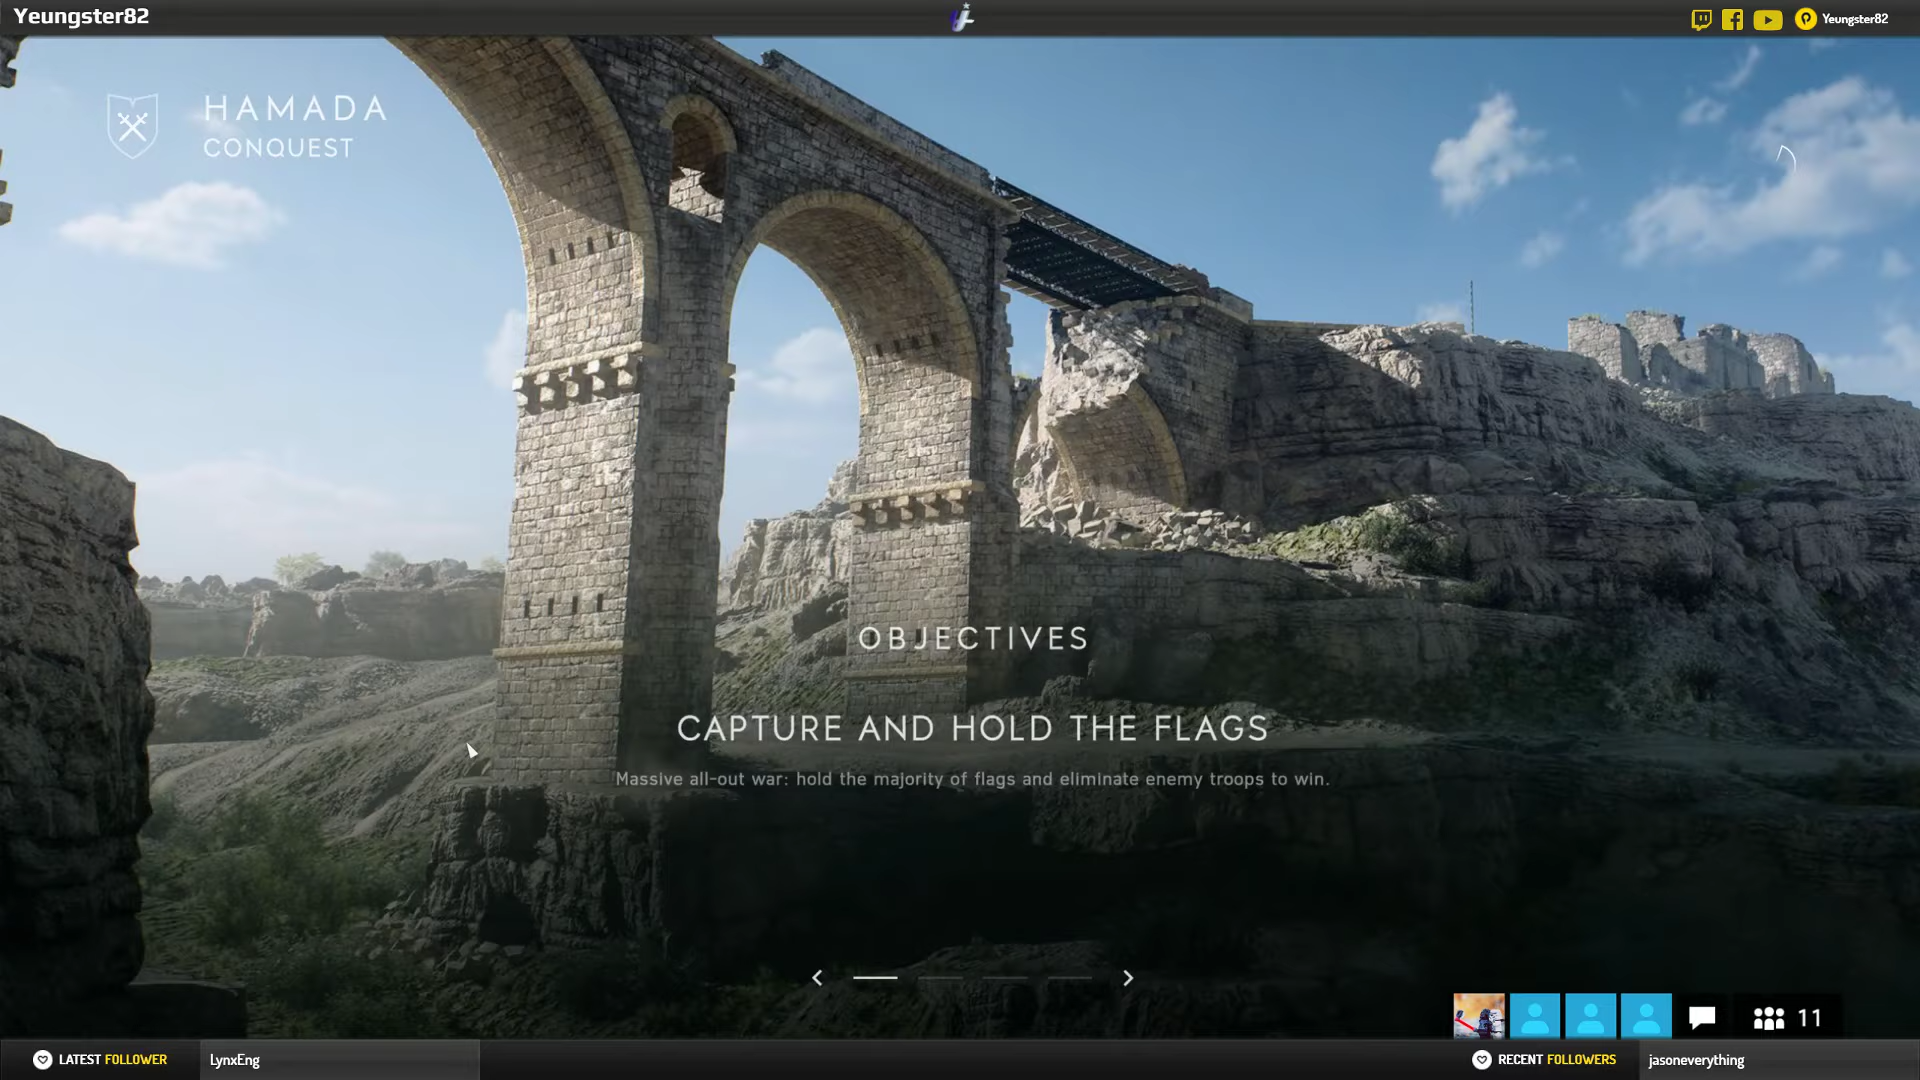 Yeungster82
Yeungster82
HAMADA
CONQUEST
OBJECTIVES
CAPTURE AND HOLD THE FLAGS
Massive all-out war: hold the majority of flags and eliminate enemy troops to win.
11
LATEST FOLLOWER
LynxEng
RECENT FOLLOWERS
jasoneverything